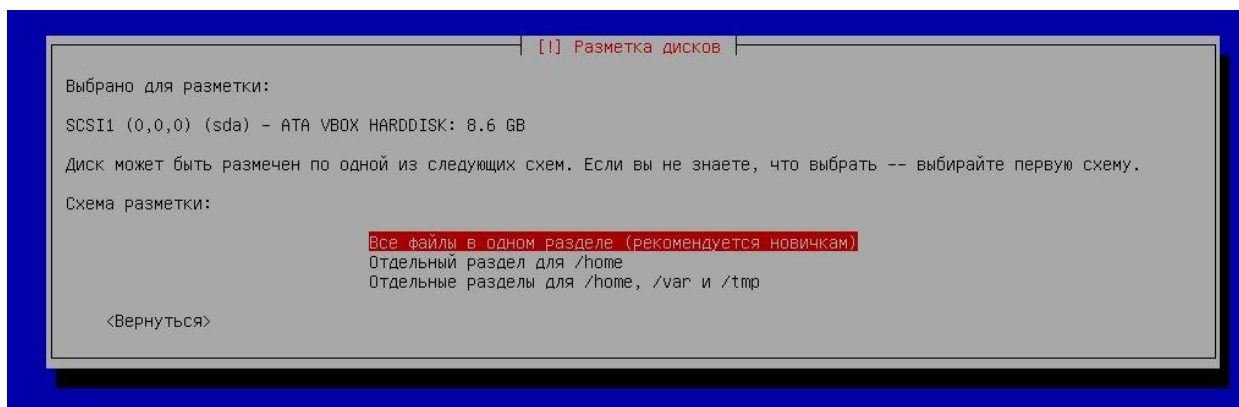 [!] Разметка дисков
Выбрано для разметки:
SCSI1 (0,0,0) (sda) - ATA VBOX HARDDISK: 8.6 GB
Диск может быть размечен по одной из следующих схем. Если вы не знаете, что выбрать -- выбирайте первую схему.
Схема разметки:
Все файлы в одном разделе (рекомендуется новичкам)
Отдельный раздел для /home
Отдельные разделы для /home, /var и /tmp
<Вернуться>